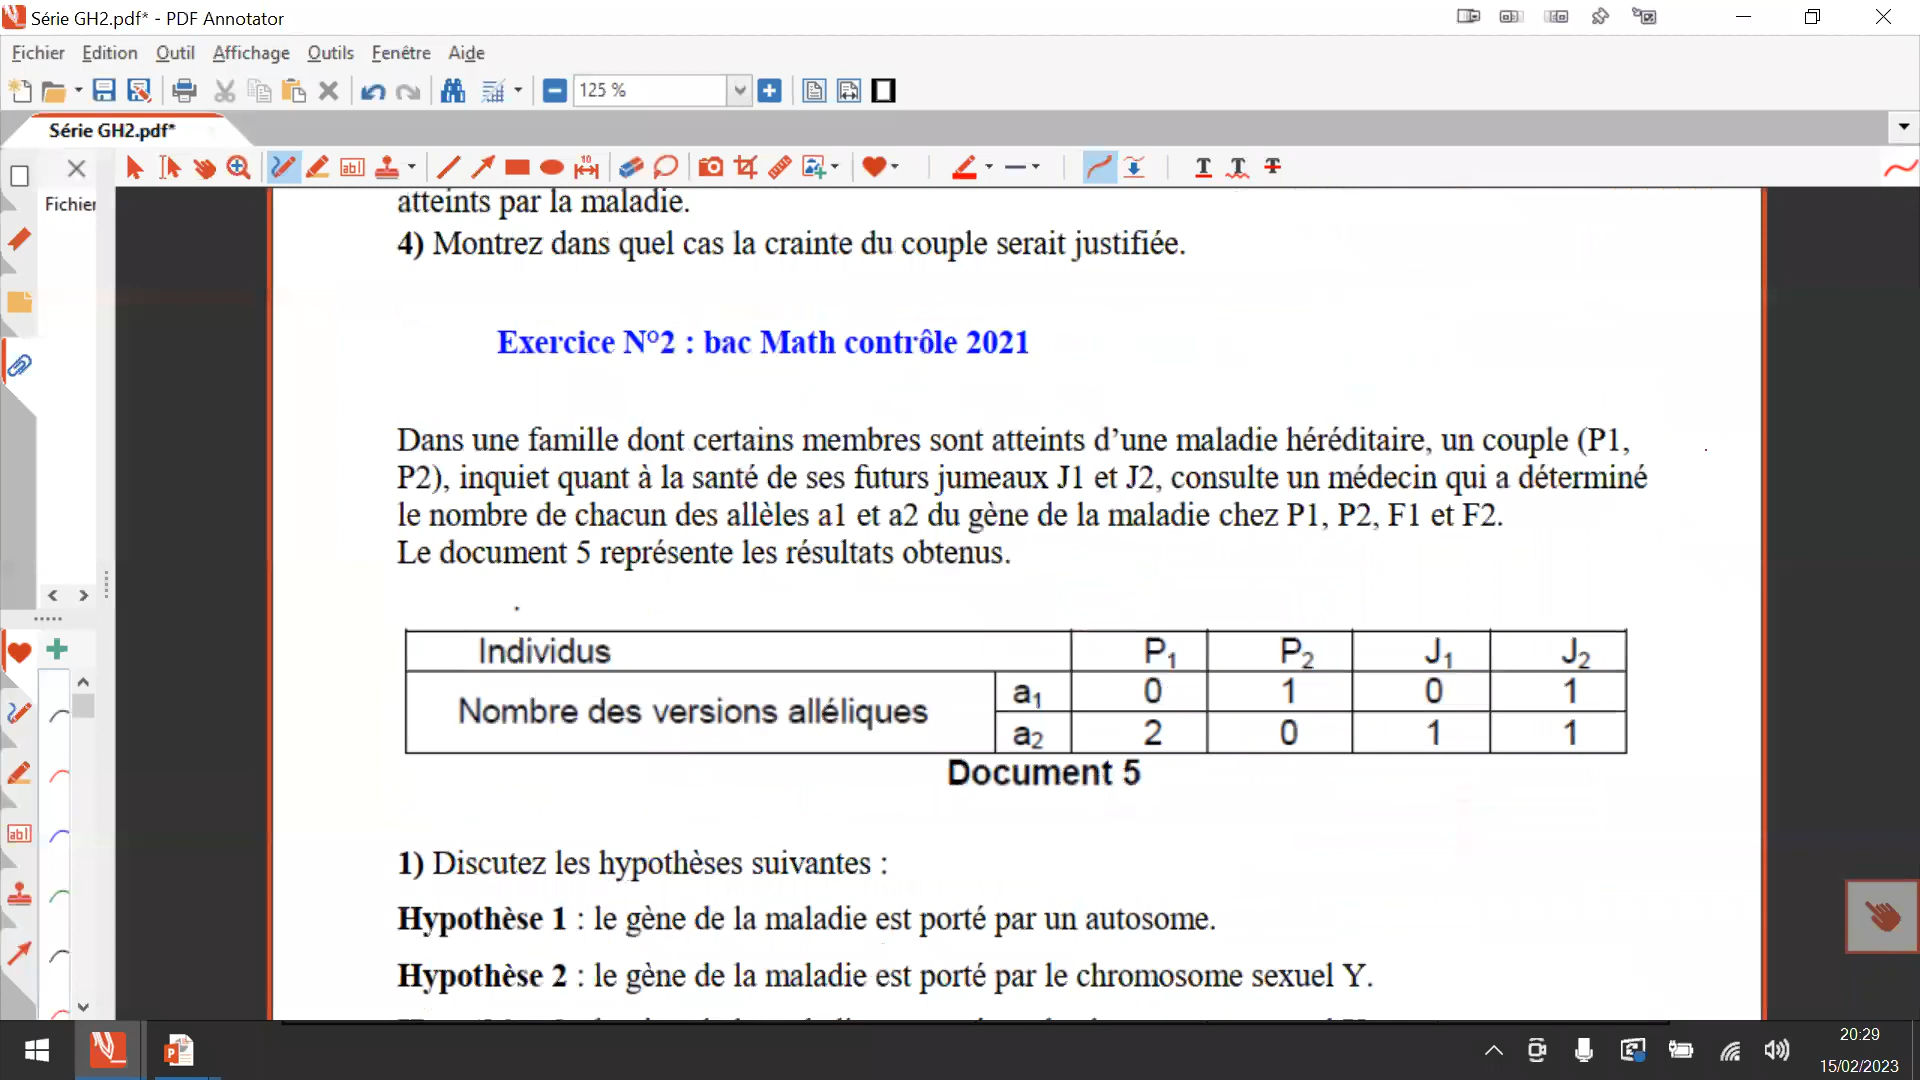 Série GH2.pdf* - PDF Annotator
Fichier Edition Outil Affichage Outils Fenêtre Aide
125 %
Série GH2.pdf*
Fichier
atteints par la maladie.
4) Montrez dans quel cas la crainte du couple serait justifiée.
Exercice N°2 : bac Math contrôle 2021
Dans une famille dont certains membres sont atteints d’une maladie héréditaire, un couple (P1,
P2), inquiet quant à la santé de ses futurs jumeaux J1 et J2, consulte un médecin qui a déterminé
le nombre de chacun des allèles a1 et a2 du gène de la maladie chez P1, P2, F1 et F2.
Le document 5 représente les résultats obtenus.
Individus P1 P2 J1 J2
Nombre des versions alléliques a1 0 1 0 1
a2 2 0 1 1
Document 5
1) Discutez les hypothèses suivantes :
Hypothèse 1 : le gène de la maladie est porté par un autosome.
Hypothèse 2 : le gène de la maladie est porté par le chromosome sexuel Y.
20:29
15/02/2023